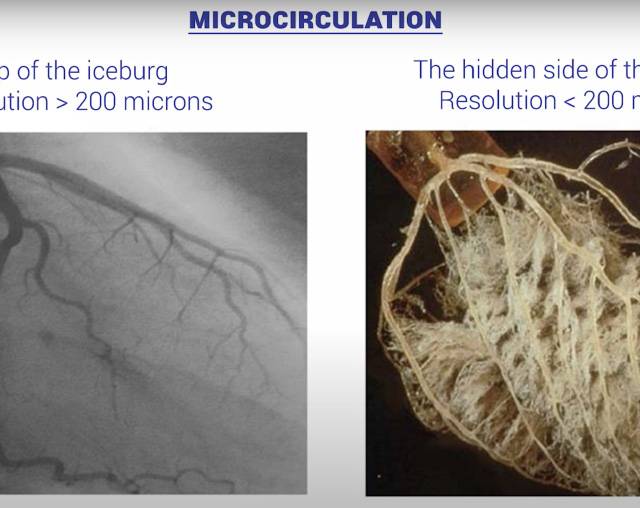 MICROCIRCULATION
p of the iceburg
ution > 200 microns
The hidden side of th
Resolution < 200 r